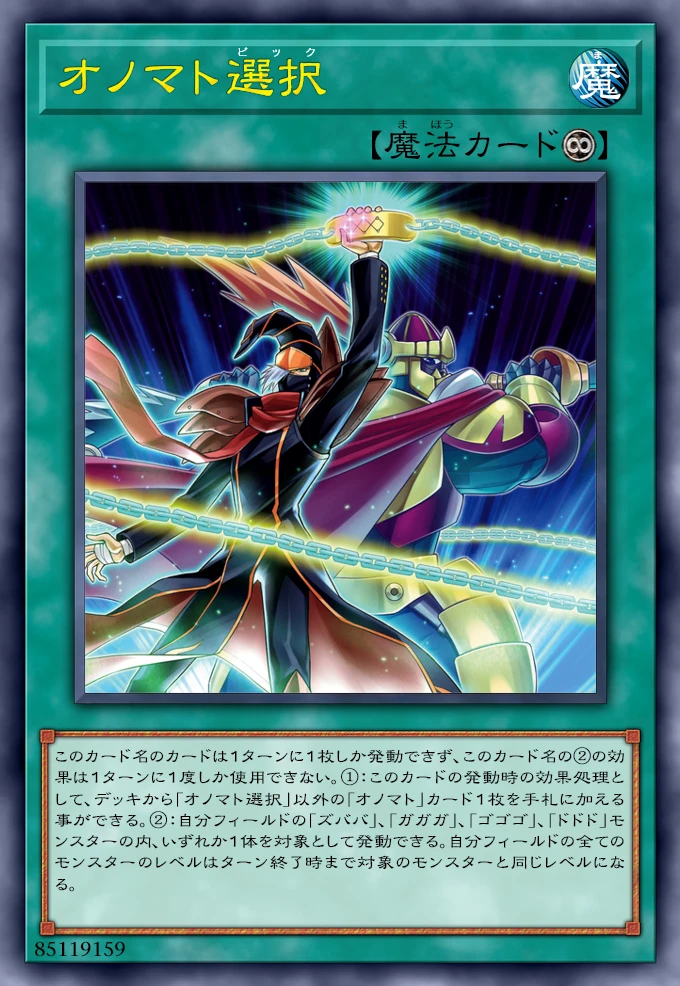 ピック
オノマト選択
魔
ま
ま ほう
【魔法カード】
このカード名のカードは1ターンに1枚しか発動できず、このカード名の②の効
果は1ターンに1度しか使用できない。①:このカードの発動時の効果処理と
して、デッキから「オノマト選択」以外の「オノマト」カード1枚を手札に加える
事ができる。②:自分フィールドの「ズババ」、「ガガガ」、「ゴゴゴ」、「ドドド」モ
ンスターの内、いずれか1体を対象として発動できる。自分フィールドの全ての
モンスターのレベルはターン終了時まで対象のモンスターと同じレベルにな
る。
85119159